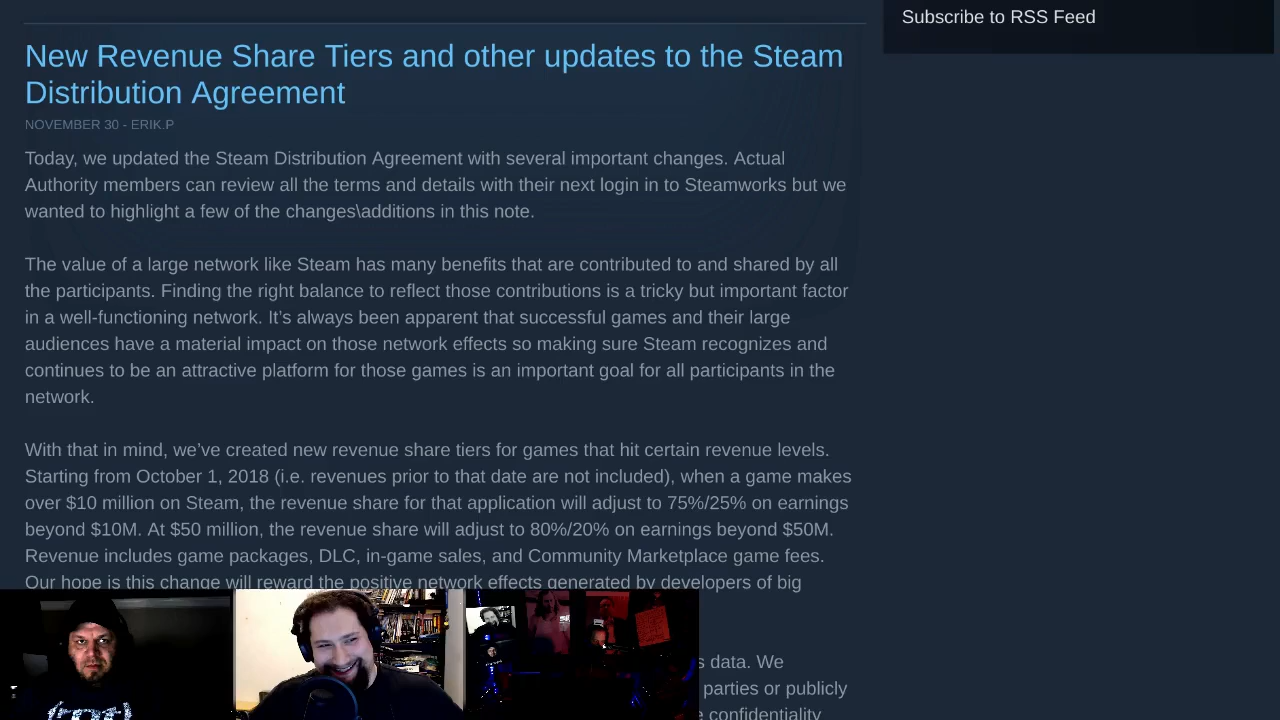 Subscribe to RSS Feed
New Revenue Share Tiers and other updates to the Steam
Distribution Agreement
NOVEMBER 30 - ERIK.P
Today, we updated the Steam Distribution Agreement with several important changes. Actual
Authority members can review all the terms and details with their next login in to Steamworks but we
wanted to highlight a few of the changes\additions in this note.
The value of a large network like Steam has many benefits that are contributed to and shared by all
the participants. Finding the right balance to reflect those contributions is a tricky but important factor
in a well-functioning network. It’s always been apparent that successful games and their large
audiences have a material impact on those network effects so making sure Steam recognizes and
continues to be an attractive platform for those games is an important goal for all participants in the
network.
With that in mind, we’ve created new revenue share tiers for games that hit certain revenue levels.
Starting from October 1, 2018 (i.e. revenues prior to that date are not included), when a game makes
over $10 million on Steam, the revenue share for that application will adjust to 75%/25% on earnings
beyond $10M. At $50 million, the revenue share will adjust to 80%/20% on earnings beyond $50M.
Revenue includes game packages, DLC, in-game sales, and Community Marketplace game fees.
Our hope is this change will reward the positive network effects generated by developers of big
s data. We
parties or publicly
confidentiality